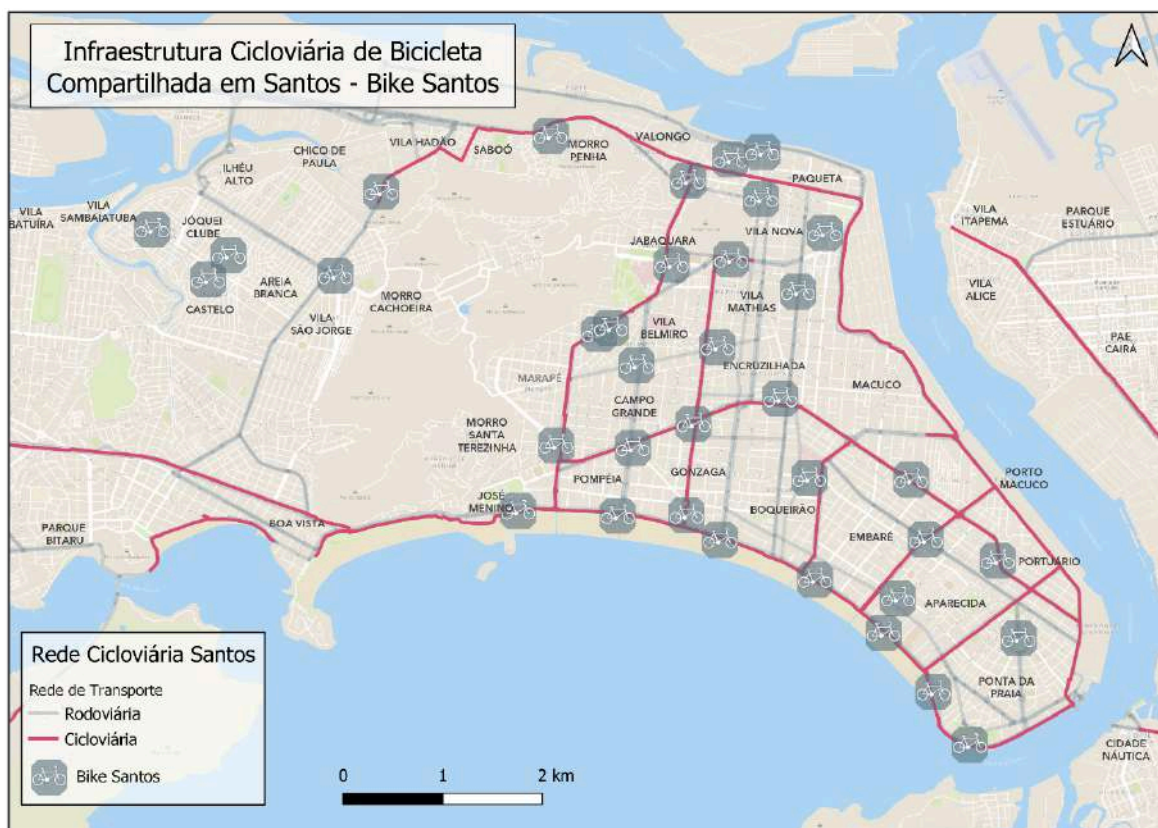 Infraestrutura Cicloviária de Bicicleta
Compartilhada em Santos - Bike Santos
VALONGO
VILA HADÃO
SABOÓ
MORRO
PENHA
CHICO DE
PAULA
ILHÉU
ALTO
PAQUETA
VILA
BATUÍRA
VILA
SAMBAIATUBA
JÓQUEI
CLUBE
VILA
ITAPEMA
PARQUE
ESTUÁRIO
VILA NOVA
JABAQUARA
AREIA
BRANCA
CASTELO
MORRO
CACHOEIRA
VILA
MATHIAS
VILA
ALICE
VILA
SÃO JORGE
VILA
BELMIRO
PAE
CAIRÁ
ENCRUZILHADA
MARAPÉ
MACUCO
CAMPO
GRANDE
MORRO
SANTA
TEREZINHA
POMPÉIA
GONZAGA
PORTO
MACUCO
JOSÉ
MENINO
BOQUEIRÃO
BOA VISTA
PARQUE
BITARU
EMBARÉ
PORTUÁRIO
APARECIDA
PONTA DA
PRAIA
CIDADE
NÁUTICA
Rede Cicloviária Santos
Rede de Transporte
Rodoviária
Cicloviária
Bike Santos
0 1 2 km